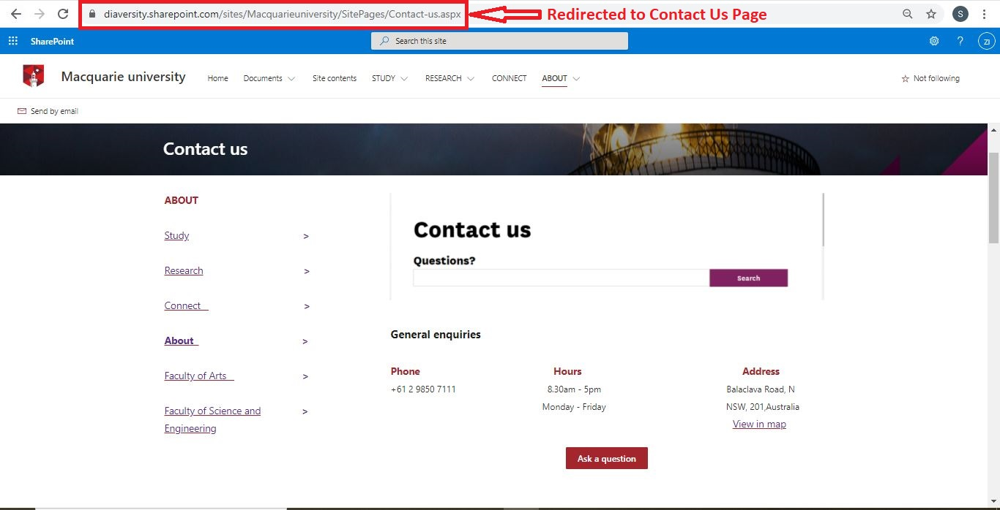 diaversity.sharepoint.com/sites/Macquarieuniversity/SitePages/Contact-us.aspx
Redirected to Contact Us Page
S
SharePoint
Search this site
?
ZI
Macquarie university
Home
Documents
Site contents
STUDY
RESEARCH
CONNECT
ABOUT
Not following
Send by email
Contact us
ABOUT
Study >
Research >
Connect >
About >
Faculty of Arts >
Faculty of Science and >
Engineering
Contact us
Questions?
Search
General enquiries
Phone
+61 2 9850 7111
Hours
8.30am - 5pm
Monday - Friday
Address
Balaclava Road, N
NSW, 201,Australia
View in map
Ask a question